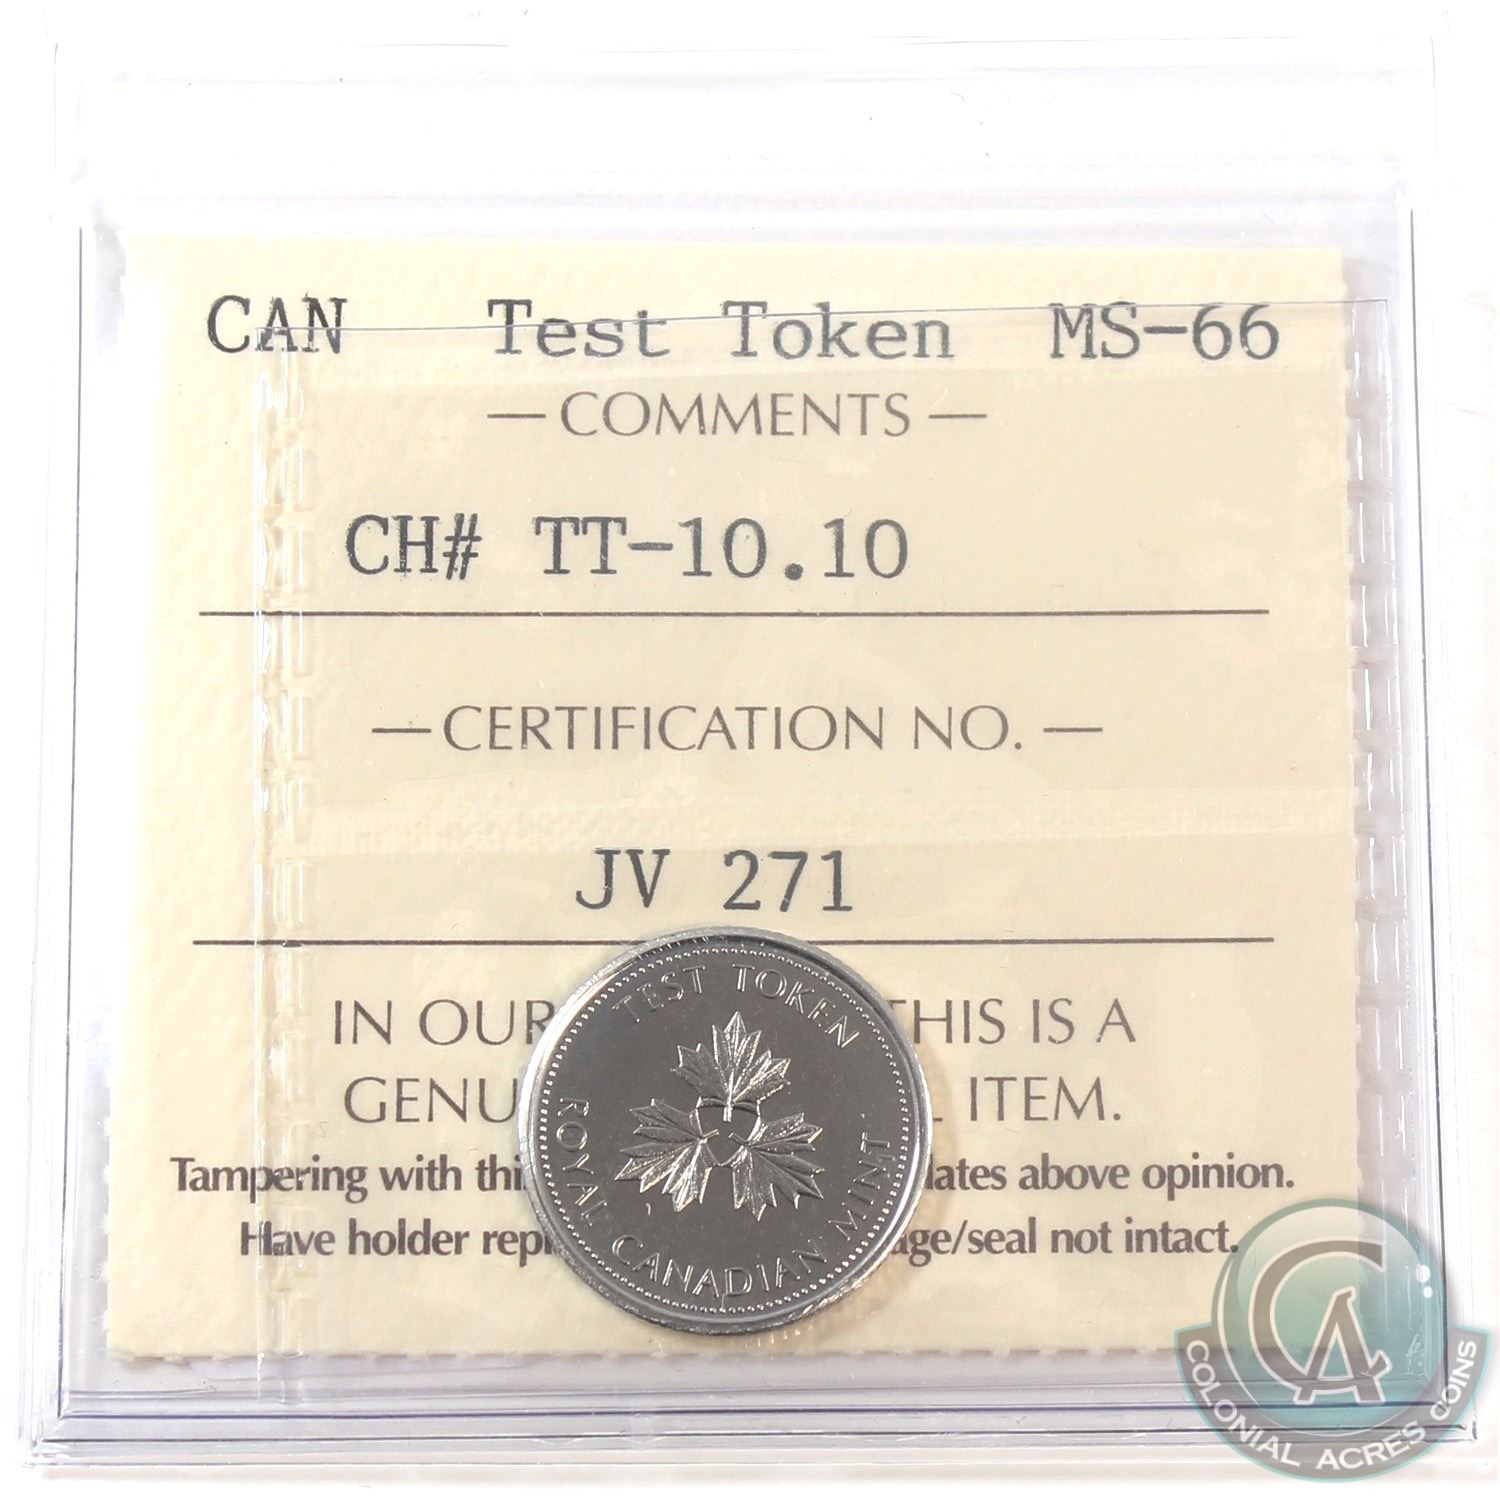 CAN Test Token MS-66
— COMMENTS —
CH# TT-10.10
— CERTIFICATION NO. —
JV 271
IN OUR THIS IS A
GENU ITEM.
Tampering with thi lates above opinion.
Have holder repl age/seal not intact.
TEST TOKEN
ROYAL CANADIAN MINT
CA
COLONIAL ACRES COINS